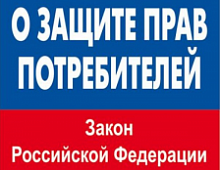 О ЗАЩИТЕ ПРАВ
ПОТРЕБИТЕЛЕЙ
Закон
Российской Федерации